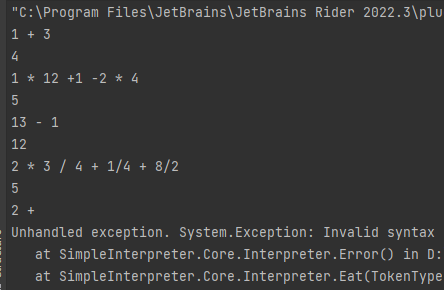 "C:\Program Files\JetBrains\JetBrains Rider 2022.3\plu
1 + 3
4
1 * 12 +1 -2 * 4
5
13 - 1
12
2 * 3 / 4 + 1/4 + 8/2
5
2 +
Unhandled exception. System.Exception: Invalid syntax
   at SimpleInterpreter.Core.Interpreter.Error() in D:
   at SimpleInterpreter.Core.Interpreter.Eat(TokenType